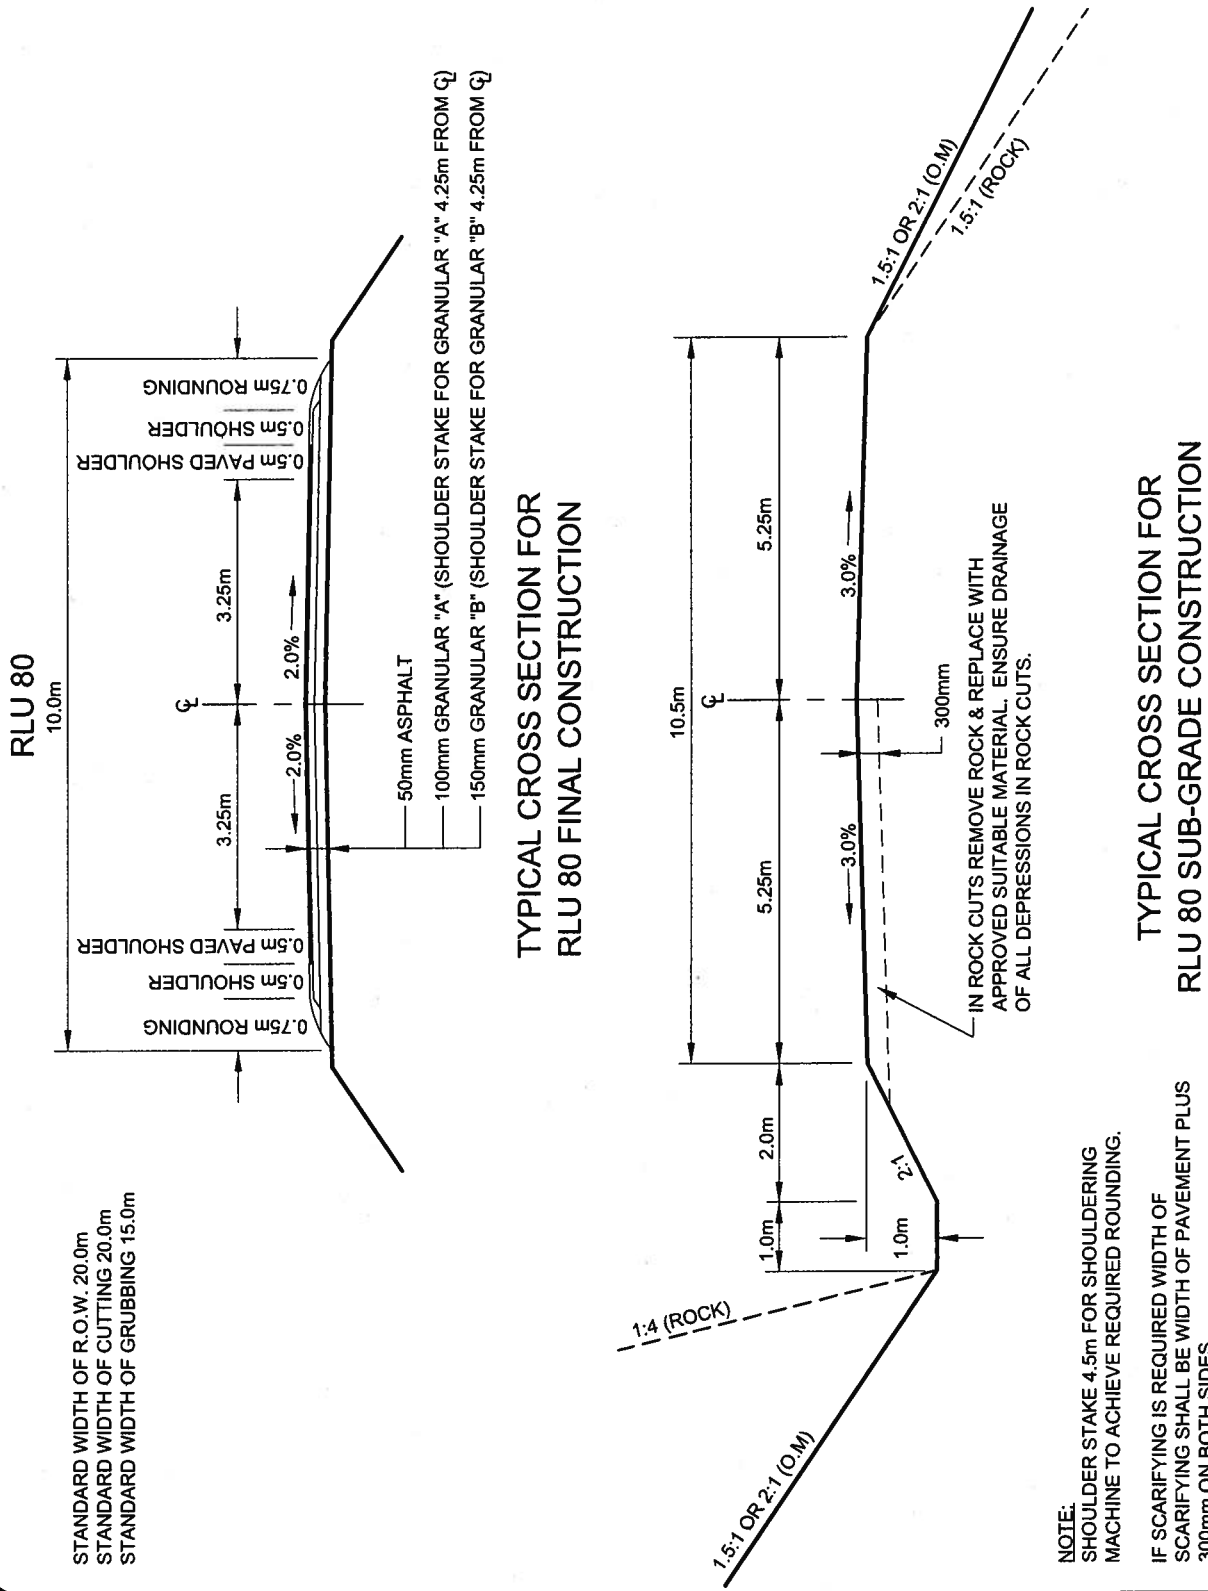 RLU 80
10.0m
STANDARD WIDTH OF R.O.W. 20.0m
STANDARD WIDTH OF CUTTING 20.0m
STANDARD WIDTH OF GRUBBING 15.0m
0.75m ROUNDING
0.5m SHOULDER
0.5m PAVED SHOULDER
3.25m
3.25m
0.5m PAVED SHOULDER
0.5m SHOULDER
0.75m ROUNDING
℄
2.0%
2.0%
50mm ASPHALT
100mm GRANULAR "A" (SHOULDER STAKE FOR GRANULAR "A" 4.25m FROM ℄)
150mm GRANULAR "B" (SHOULDER STAKE FOR GRANULAR "B" 4.25m FROM ℄)
TYPICAL CROSS SECTION FOR
RLU 80 FINAL CONSTRUCTION
10.5m
℄
1.0m
2.0m
5.25m
5.25m
1:4 (ROCK)
1.5:1 OR 2:1 (O.M)
1.0m
2:1
3.0%
3.0%
1.5:1 OR 2:1 (O.M)
1.5:1 (ROCK)
300mm
IN ROCK CUTS REMOVE ROCK & REPLACE WITH
APPROVED SUITABLE MATERIAL. ENSURE DRAINAGE
OF ALL DEPRESSIONS IN ROCK CUTS.
NOTE:
SHOULDER STAKE 4.5m FOR SHOULDERING
MACHINE TO ACHIEVE REQUIRED ROUNDING.
IF SCARIFYING IS REQUIRED WIDTH OF
SCARIFYING SHALL BE WIDTH OF PAVEMENT PLUS
300mm ON BOTH SIDES
TYPICAL CROSS SECTION FOR
RLU 80 SUB-GRADE CONSTRUCTION